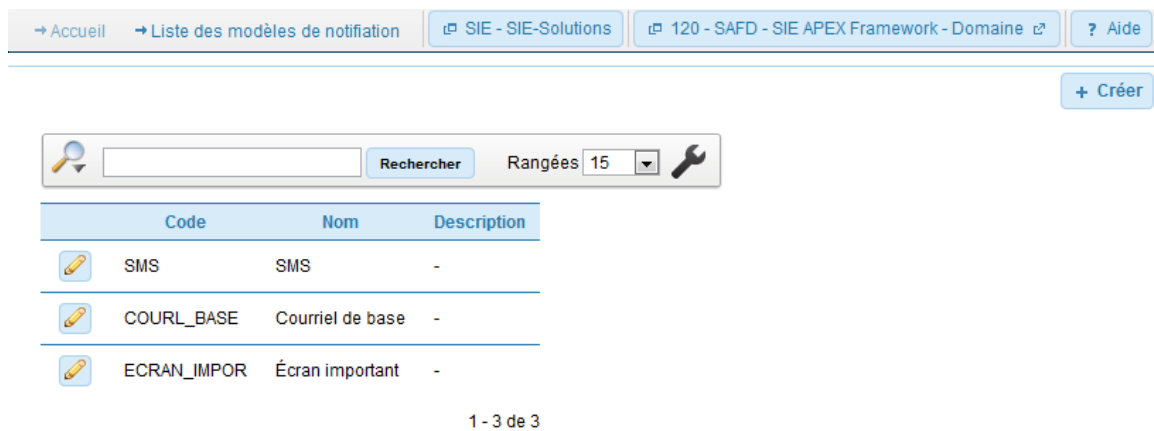 Accueil Liste des modèles de notifiation SIE - SIE-Solutions 120 - SAFD - SIE APEX Framework - Domaine ? Aide
+ Créer
Rechercher Rangées 15
Code Nom Description
SMS SMS -
COURL_BASE Courriel de base -
ECRAN_IMPOR Écran important -
1 - 3 de 3